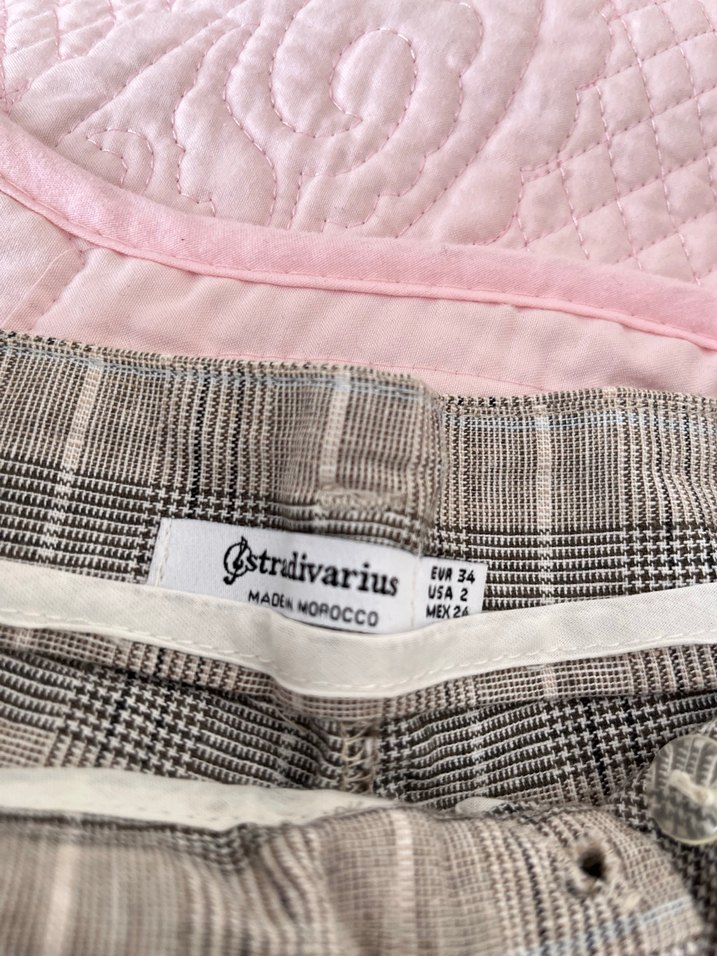 stradivarius
MADE IN MOROCCO
EUR 34
USA 2
MEX 24